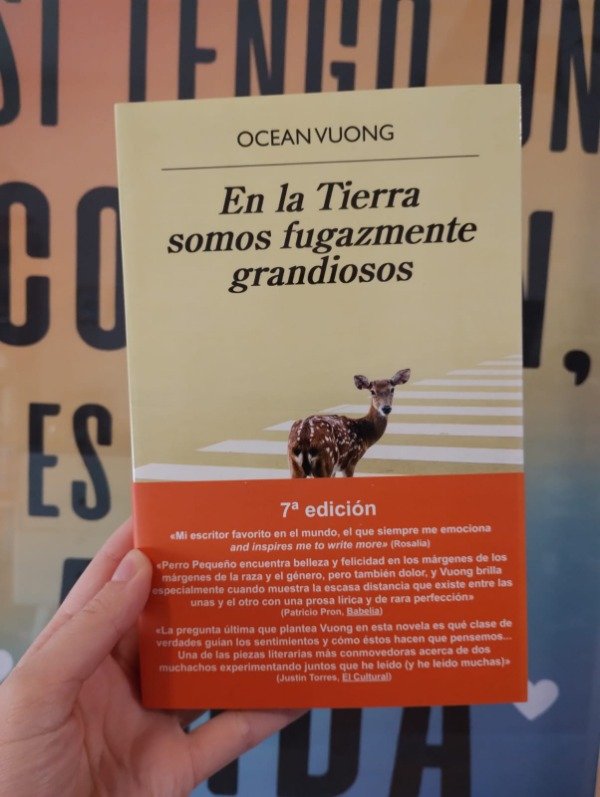 SI TENGO UN
ES
OCEAN VUONG
En la Tierra
somos fugazmente
grandiosos
7ª edición
«Mi escritor favorito en el mundo, el que siempre me emociona
and inspires me to write more» (Rosalía)
«Perro Pequeño encuentra belleza y felicidad en los márgenes de los
márgenes de la raza y el género, pero también dolor, y Vuong brilla
especialmente cuando muestra la escasa distancia que existe entre las
unas y el otro con una prosa lírica y de rara perfección»
(Patricio Pron, Babelia)
«La pregunta última que plantea Vuong en esta novela es qué clase de
verdades guían los sentimientos y cómo éstos hacen que pensemos...
Una de las piezas literarias más conmovedoras acerca de dos
muchachos experimentando juntos que he leído (y he leído muchas)»
(Justin Torres, El Cultural)